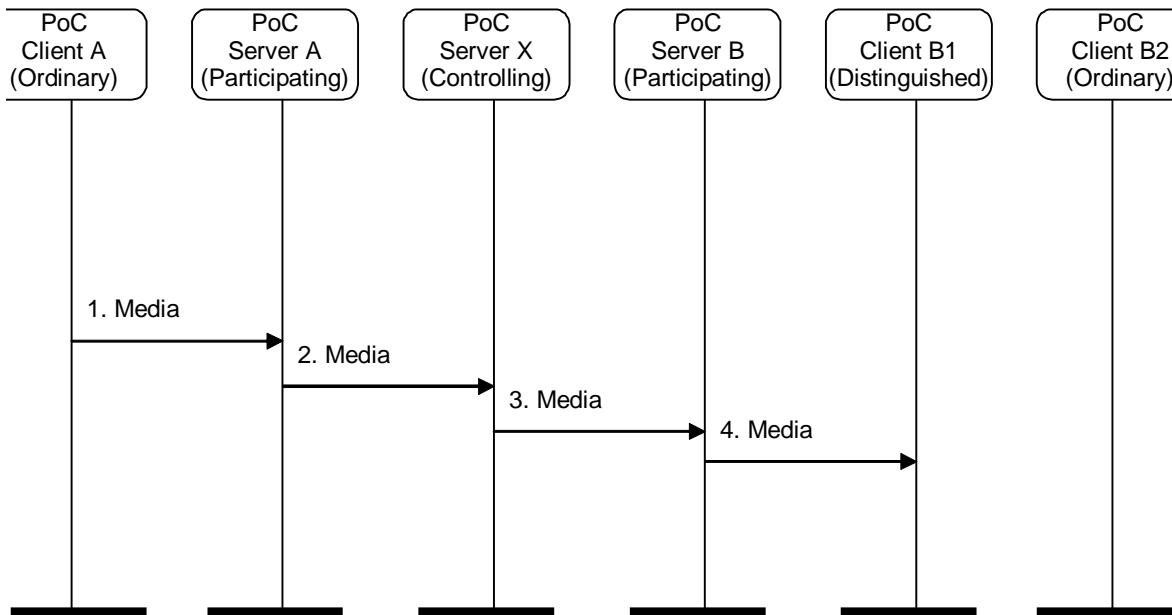 PoC
Client A
(Ordinary)
PoC
Server A
(Participating)
PoC
Server X
(Controlling)
PoC
Server B
(Participating)
PoC
Client B1
(Distinguished)
PoC
Client B2
(Ordinary)
1. Media
2. Media
3. Media
4. Media